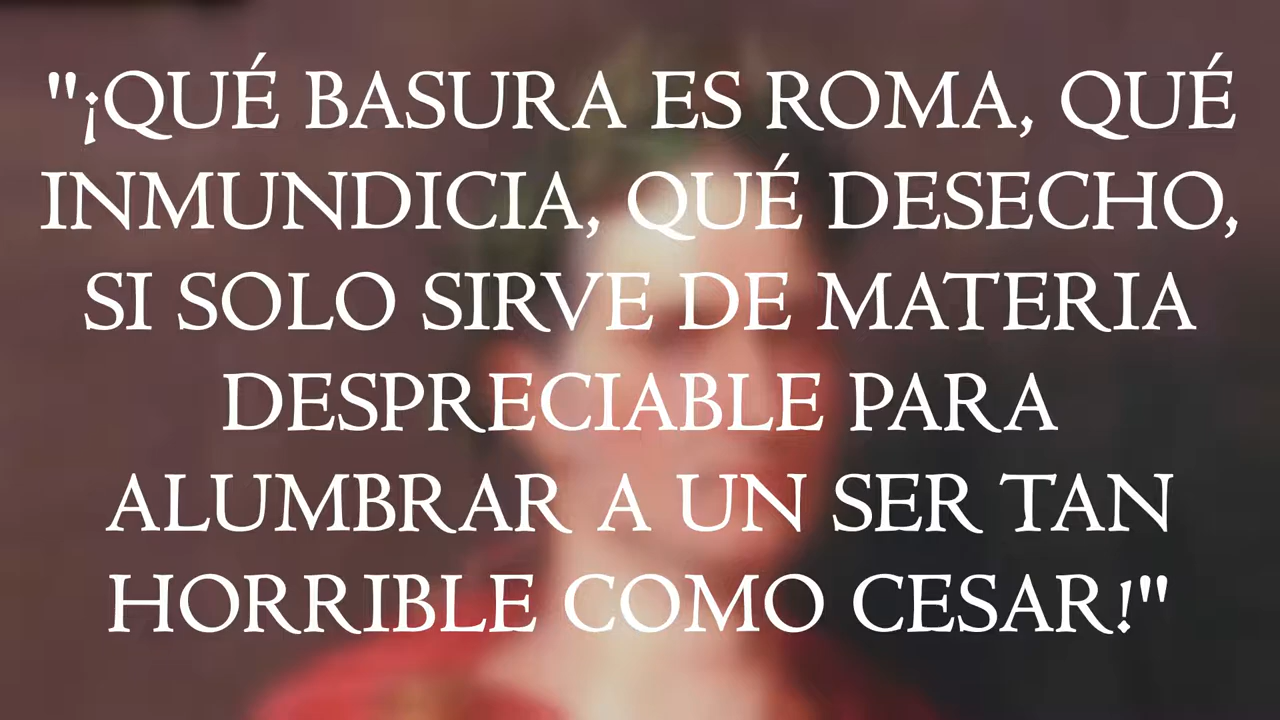 "¡QUÉ BASURA ES ROMA, QUÉ
INMUNDICIA, QUÉ DESECHO,
SI SOLO SIRVE DE MATERIA
DESPRECIABLE PARA
ALUMBRAR A UN SER TAN
HORRIBLE COMO CESAR!"